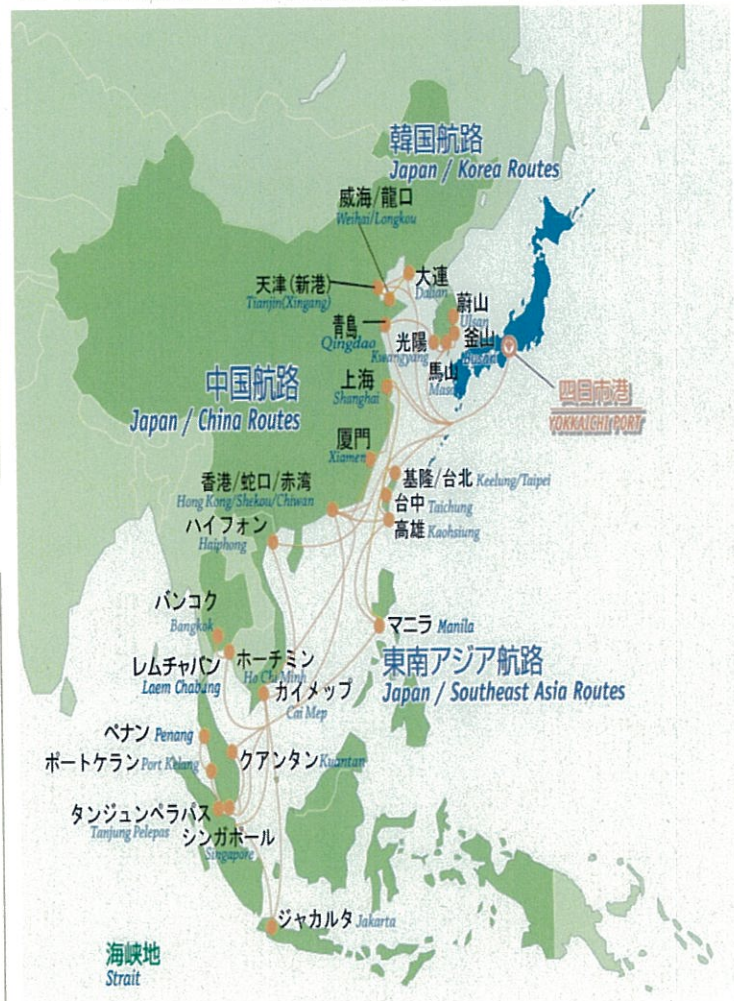 韓国航路
Japan / Korea Routes
威海/龍口
Weihai/Longkou
天津(新港)
Tianjin(Xingang)
大連
Dalian
蔚山
Ulsan
青島
Qingdao
光陽
Kwangyang
釜山
Busan
馬山
Masan
中国航路
Japan / China Routes
上海
Shanghai
四日市港
YOKKAICHI PORT
厦門
Xiamen
香港/蛇口/赤湾
Hong Kong/Shekou/Chiwan
基隆/台北 Keelung/Taipei
台中 Taichung
高雄 Kaohsiung
ハイフォン
Haiphong
バンコク
Bangkok
マニラ Manila
東南アジア航路
Japan / Southeast Asia Routes
レムチャバン
Laem Chabang
ホーチミン
Ho Chi Minh
カイメップ
Cai Mep
ペナン Penang
ポートケラン Port Kelang
クアンタン Kuantan
タンジュンペラパス
Tanjung Pelepas
シンガポール
Singapore
ジャカルタ Jakarta
海峡地
Strait